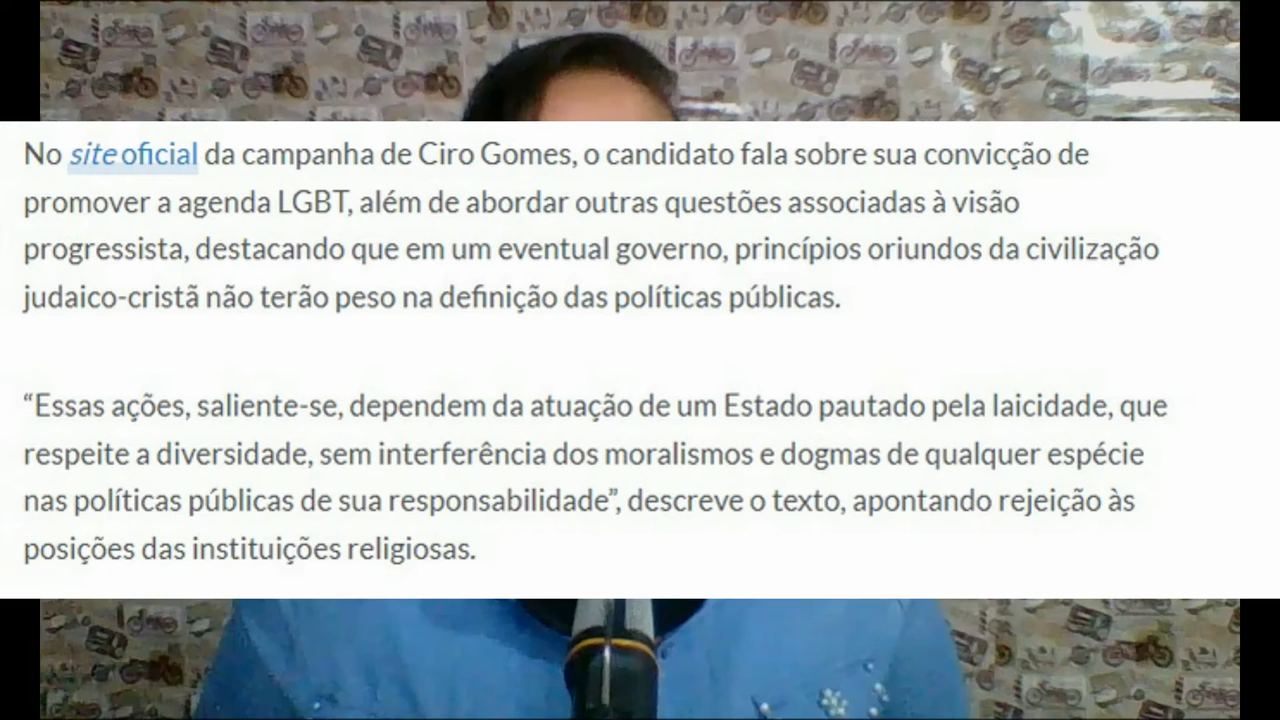 No site oficial da campanha de Ciro Gomes, o candidato fala sobre sua convicção de
promover a agenda LGBT, além de abordar outras questões associadas à visão
progressista, destacando que em um eventual governo, princípios oriundos da civilização
judaico-cristã não terão peso na definição das políticas públicas.
“Essas ações, saliente-se, dependem da atuação de um Estado pautado pela laicidade, que
respeite a diversidade, sem interferência dos moralismos e dogmas de qualquer espécie
nas políticas públicas de sua responsabilidade”, descreve o texto, apontando rejeição às
posições das instituições religiosas.